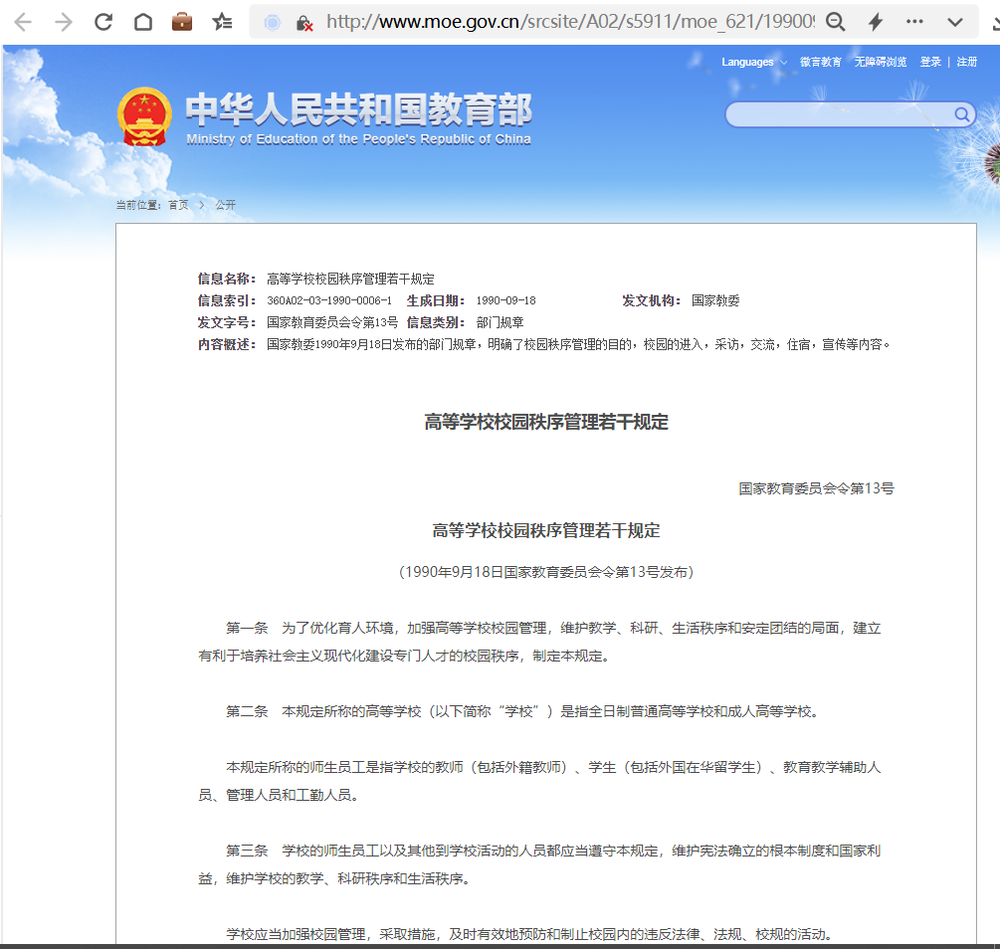 http://www.moe.gov.cn/srcsite/A02/s5911/moe_621/19900
Languages 微言教育 无障碍浏览 登录 | 注册
中华人民共和国教育部
Ministry of Education of the People's Republic of China
当前位置：首页 > 公开
信息名称： 高等学校校园秩序管理若干规定
信息索引： 360A02-03-1990-0006-1 生成日期： 1990-09-18 发文机构： 国家教委
发文字号： 国家教育委员会令第13号 信息类别： 部门规章
内容概述： 国家教委1990年9月18日发布的部门规章，明确了校园秩序管理的目的，校园的进入，采访，交流，住宿，宣传等内容。
高等学校校园秩序管理若干规定
国家教育委员会令第13号
高等学校校园秩序管理若干规定
（1990年9月18日国家教育委员会令第13号发布）
第一条 为了优化育人环境，加强高等学校校园管理，维护教学、科研、生活秩序和安定团结的局面，建立
有利于培养社会主义现代化建设专门人才的校园秩序，制定本规定。
第二条 本规定所称的高等学校（以下简称“学校”）是指全日制普通高等学校和成人高等学校。
本规定所称的师生员工是指学校的教师（包括外籍教师）、学生（包括外国在华留学生）、教育教学辅助人
员、管理人员和工勤人员。
第三条 学校的师生员工以及其他到学校活动的人员都应当遵守本规定，维护宪法确立的根本制度和国家利
益，维护学校的教学、科研秩序和生活秩序。
学校应当加强校园管理，采取措施，及时有效地预防和制止校园内的违反法律、法规、校规的活动。